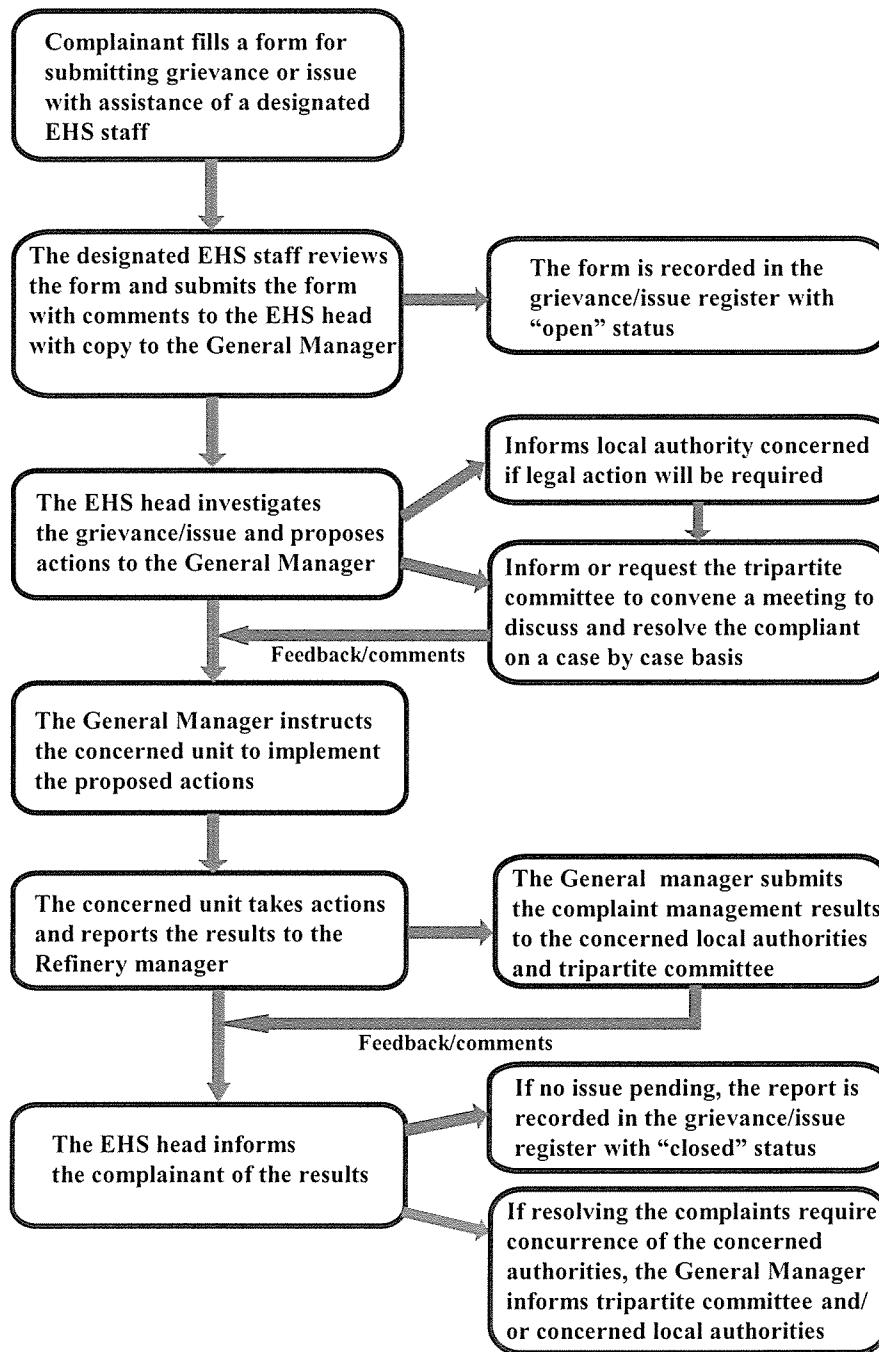 Complainant fills a form for
submitting grievance or issue
with assistance of a designated
EHS staff
The designated EHS staff reviews
the form and submits the form
with comments to the EHS head
with copy to the General Manager
The form is recorded in the
grievance/issue register with
“open” status
The EHS head investigates
the grievance/issue and proposes
actions to the General Manager
Informs local authority concerned
if legal action will be required
Inform or request the tripartite
committee to convene a meeting to
discuss and resolve the compliant
on a case by case basis
Feedback/comments
The General Manager instructs
the concerned unit to implement
the proposed actions
The concerned unit takes actions
and reports the results to the
Refinery manager
The General manager submits
the complaint management results
to the concerned local authorities
and tripartite committee
Feedback/comments
The EHS head informs
the complainant of the results
If no issue pending, the report is
recorded in the grievance/issue
register with “closed” status
If resolving the complaints require
concurrence of the concerned
authorities, the General Manager
informs tripartite committee and/
or concerned local authorities